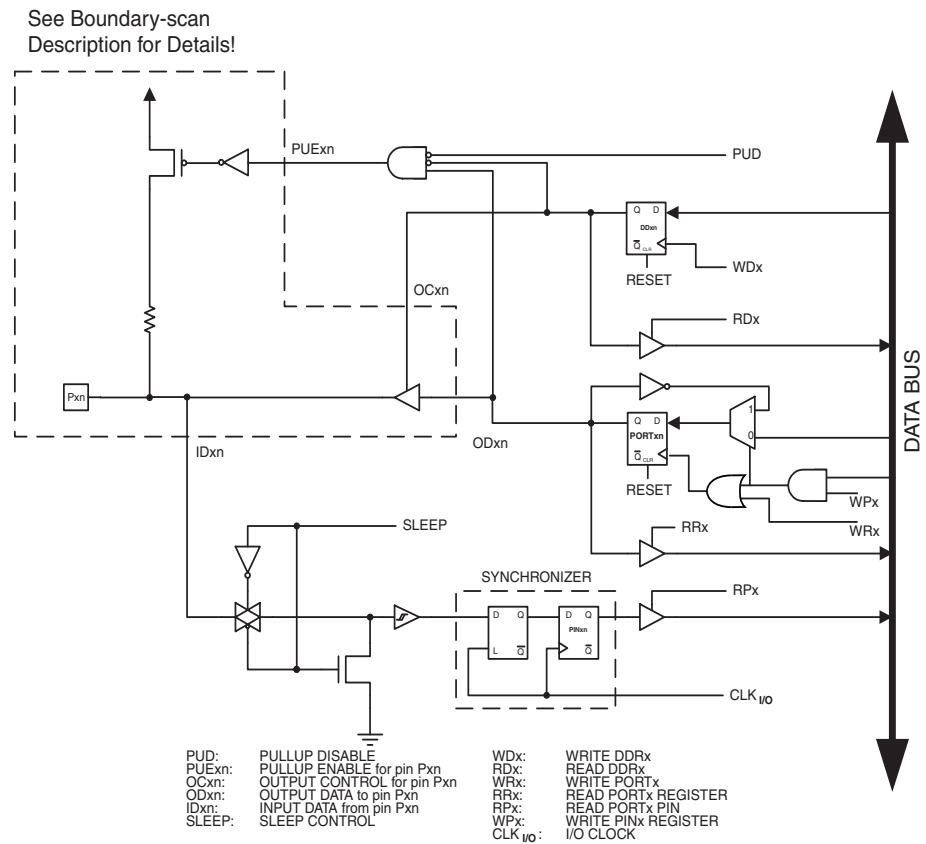 See Boundary-scan
Description for Details!
PUExn
PUD
Q D
DDxn
Q CLR
WDx
RESET
OCxn
RDx
DATA BUS
Pxn
1
Q D
0
PORTxn
ODxn
Q CLR
IDxn
RESET
WPx
WRx
SLEEP
RRx
SYNCHRONIZER
RPx
D Q
D Q
PINxn
L Q
Q
CLK I/O
PUD: PULLUP DISABLE
PUExn: PULLUP ENABLE for pin Pxn
OCxn: OUTPUT CONTROL for pin Pxn
ODxn: OUTPUT DATA to pin Pxn
IDxn: INPUT DATA from pin Pxn
SLEEP: SLEEP CONTROL
WDx: WRITE DDRx
RDx: READ DDRx
WRx: WRITE PORTx
RRx: READ PORTx REGISTER
RPx: READ PORTx PIN
WPx: WRITE PINx REGISTER
CLK I/O: I/O CLOCK